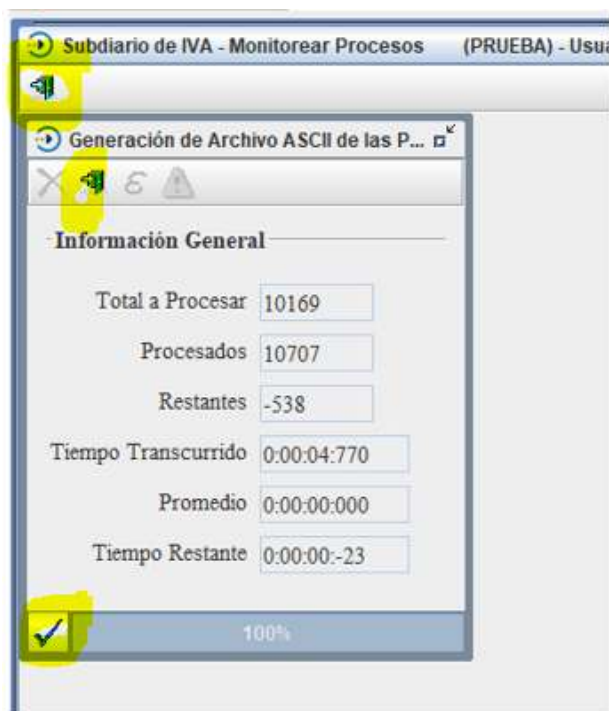 Subdiario de IVA - Monitorear Procesos (PRUEBA) - Usua
Generación de Archivo ASCII de las P...
Información General
Total a Procesar 10169
Procesados 10707
Restantes -538
Tiempo Transcurrido 0:00:04:770
Promedio 0:00:00:000
Tiempo Restante 0:00:00:-23
100%